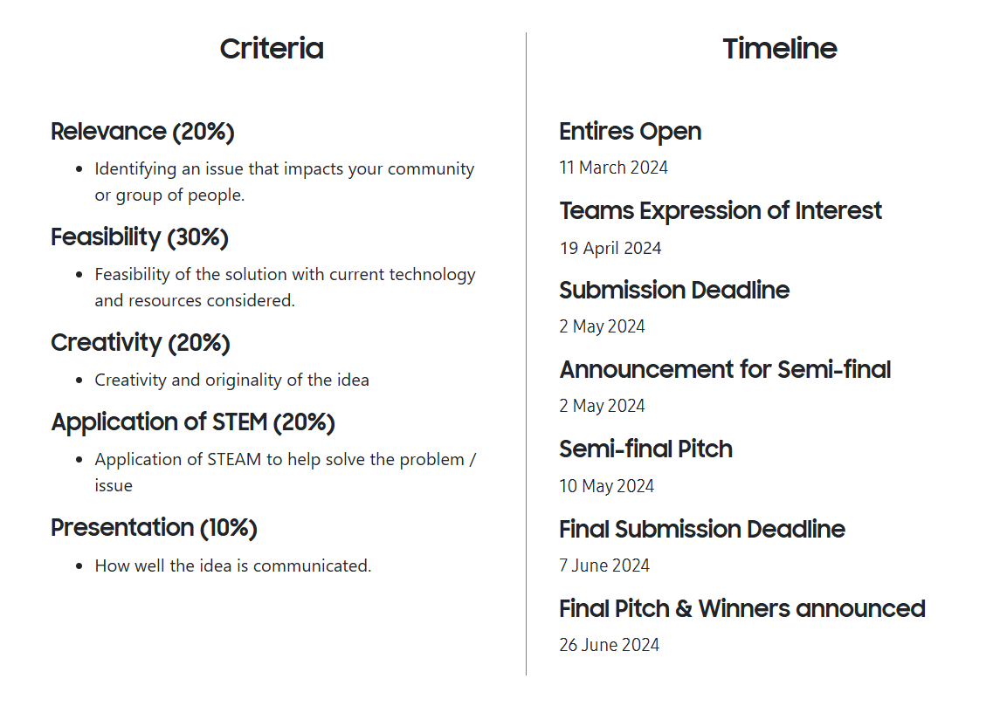 Criteria
Relevance (20%)
• Identifying an issue that impacts your community
or group of people.
Feasibility (30%)
• Feasibility of the solution with current technology
and resources considered.
Creativity (20%)
• Creativity and originality of the idea
Application of STEM (20%)
• Application of STEAM to help solve the problem /
issue
Presentation (10%)
• How well the idea is communicated.
Timeline
Entires Open
11 March 2024
Teams Expression of Interest
19 April 2024
Submission Deadline
2 May 2024
Announcement for Semi-final
2 May 2024
Semi-final Pitch
10 May 2024
Final Submission Deadline
7 June 2024
Final Pitch & Winners announced
26 June 2024